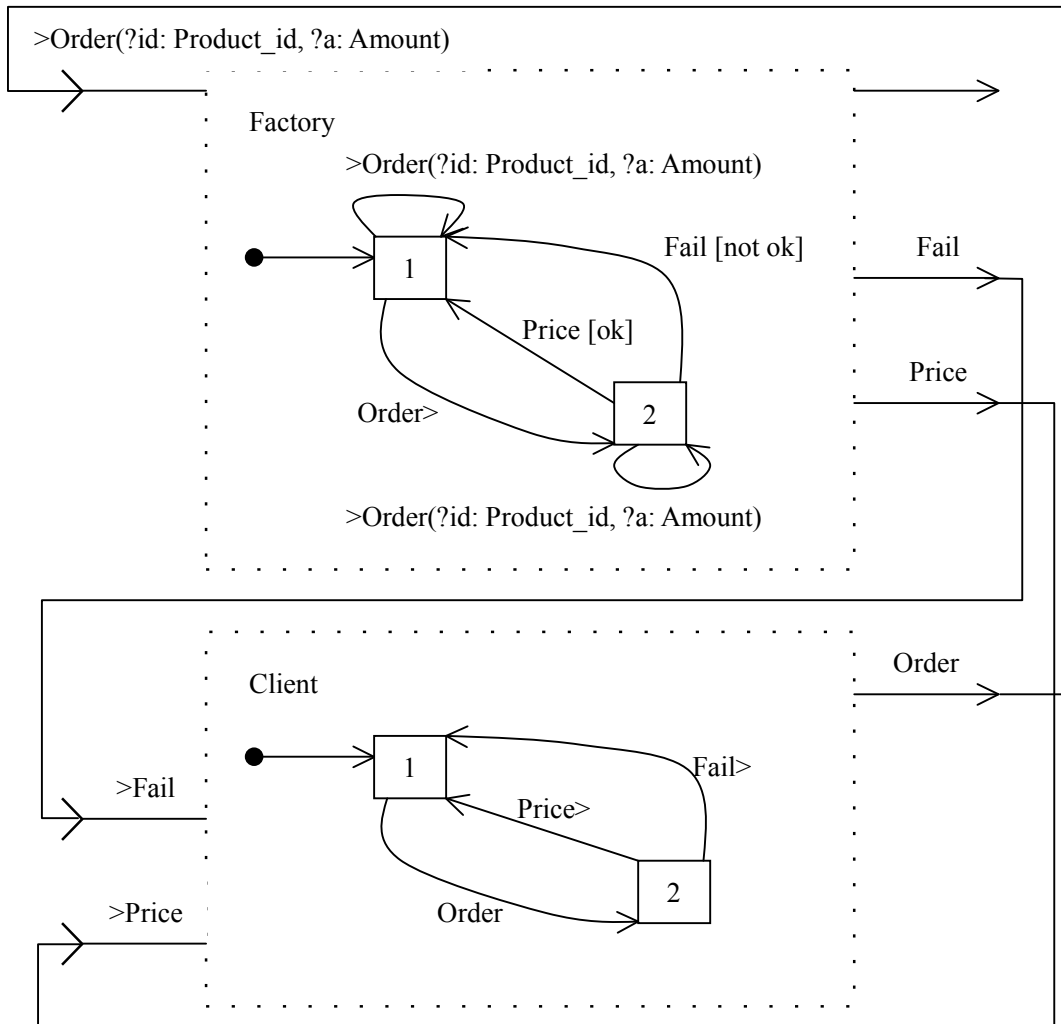 >Order(?id: Product_id, ?a: Amount)
Factory
>Order(?id: Product_id, ?a: Amount)
1
Fail [not ok]
Fail
Price [ok]
Price
Order>
2
>Order(?id: Product_id, ?a: Amount)
Order
Client
1
Fail>
>Fail
Price>
2
>Price
Order